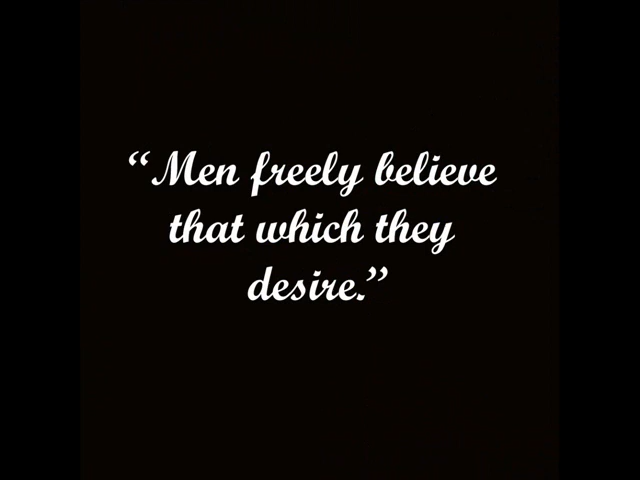 “Men freely believe
that which they
desire.”